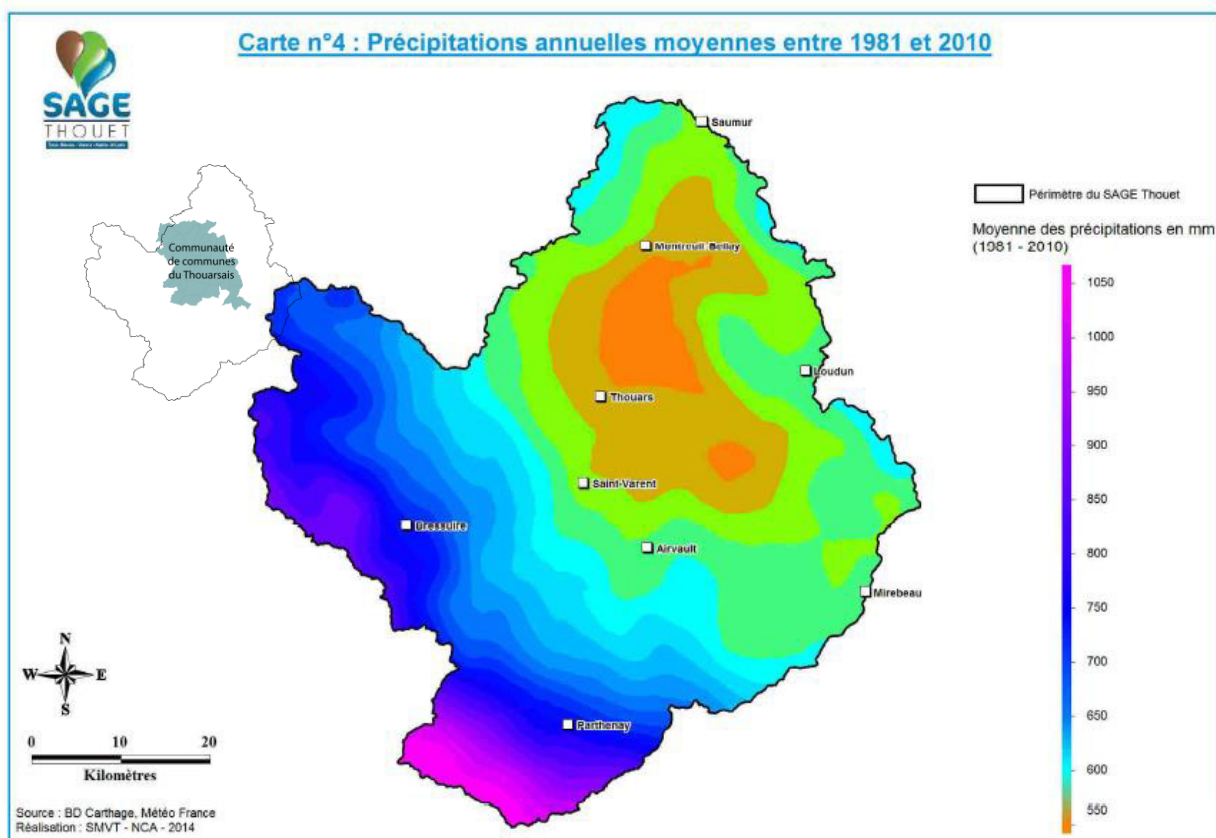 Carte n°4 : Précipitations annuelles moyennes entre 1981 et 2010
SAGE
THOUET
Saumur
Périmètre du SAGE Thouet
Communauté
de communes
du Thouarsais
Moyenne des précipitations en mm
(1981 - 2010)
Montreuil-Bellay
1050
1000
Loudun
950
Thouars
900
Saint-Varent
850
Bressuire
Airvault
800
Mirebeau
750
N
W E
S
700
Parthenay
650
0 10 20
Kilomètres
600
550
Source : BD Carthage, Météo France
Réalisation : SMVT - NCA - 2014